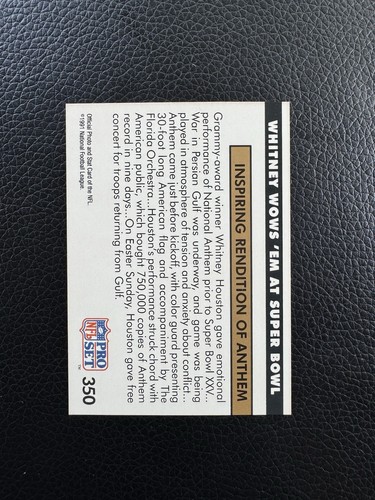 WHITNEY WOWS 'EM AT SUPER BOWL
INSPIRING RENDITION OF ANTHEM
Grammy-award winner Whitney Houston gave emotional
performance of National Anthem prior to Super Bowl XXV...
War in Persian Gulf was underway, and game was being
played in atmosphere of tension and anxiety about conflict...
Anthem came just before kickoff, with color guard presenting
30-foot long American flag and accompaniment by The
Florida Orchestra...Houston's performance struck chord with
American public, which bought 750,000 copies of Anthem
record in nine days...On Easter Sunday, Houston gave free
concert for troops returning from Gulf.
Official Photo and Stat Card of the NFL.
©1991 National Football League.
PRO
NFL
SET
™
350